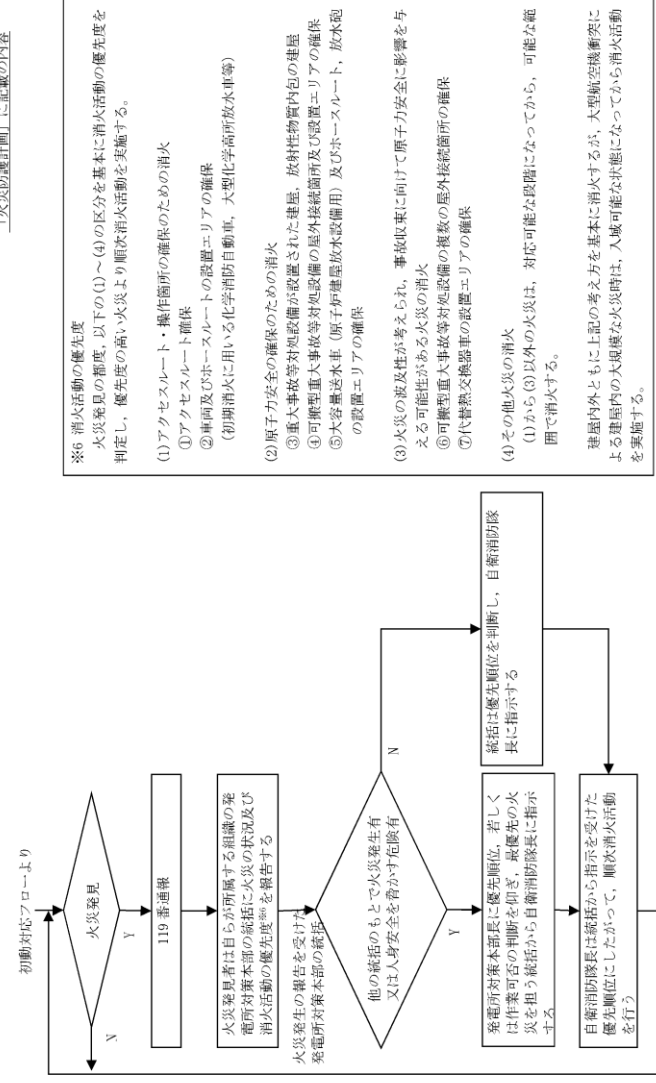 「火災防護計画」に記載の内容
初動対応フローより
火災発見
N
Y
119番通報
火災発見者は自らが所属する組織の発
電所対策本部の統括に火災の状況及び
消火活動の優先度※6を報告する
火災発生の報告を受けた
発電所対策本部の統括
他の統括のもとで火災発生有
又は人身安全を脅かす危険有
N
Y
発電所対策本部長に優先順位，若しく
は作業可否の判断を仰ぎ，最優先の火
災を担う統括から自衛消防隊長に指示
する
統括は優先順位を判断し，自衛消防隊
長に指示する
自衛消防隊長は統括から指示を受けた
優先順位にしたがって，順次消火活動
を行う
※6 消火活動の優先度
火災発見の都度，以下の(1)～(4)の区分を基本に消火活動の優先度を
判定し，優先度の高い火災より順次消火活動を実施する。
(1)アクセスルート・操作箇所の確保のための消火
①アクセスルート確保
②車両及びホースルートの設置エリアの確保
（初期消火に用いる化学消防自動車，大型化学高所放水車等）
(2)原子力安全の確保のための消火
③重大事故等対処設備が設置された建屋，放射性物質内包の建屋
④可搬型重大事故等対処設備の屋外接続箇所及び設置エリアの確保
⑤大容量送水車（原子炉建屋放水設備用）及びホースルート，放水砲
の設置エリアの確保
(3)火災の波及性が考えられ，事故収束に向けて原子力安全に影響を与
える可能性がある火災の消火
⑥可搬型重大事故等対処設備の複数の屋外接続箇所の確保
⑦代替熱交換器車の設置エリアの確保
(4)その他火災の消火
(1)から(3)以外の火災は，対応可能な段階になってから，可能な範
囲で消火する。
建屋内外ともに上記の考え方を基本に消火するが，大型航空機衝突に
よる建屋内の大規模な火災時は，入域可能な状態になってから消火活動
を実施する。